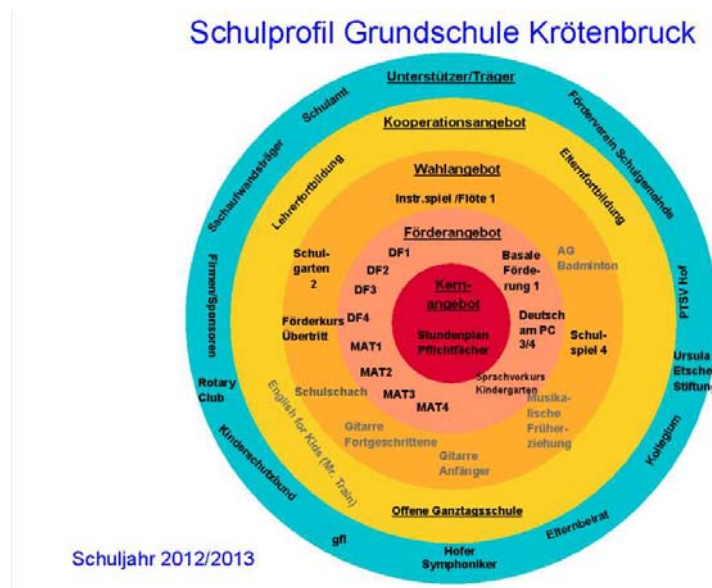 Schulprofil Grundschule Krötenbruck
Unterstützer/Träger
Schulamt
Förderverein Schulgemeinde
Sachaufwandsträger
Kooperationsangebot
Lehrerfortbildung
Elternfortbildung
Wahlangebot
Instr.spiel /Flöte 1
Förderangebot
Schul-
garten
2
DF1
DF2
DF3
DF4
MAT1
MAT2
MAT3
MAT4
Basale
Förde-
rung 1
AG
Badminton
Kern-
angebot
Stundenplan
Pflichtfächer
Deutsch
am PC
3/4
Schul-
spiel 4
Förderkurs
Übertritt
Firmen/Sponsoren
PTSV Hof
Ursula
Etscheid
Stiftung
Rotary
Club
Schulschach
Sprachvorkurs
Kindergarten
Musika-
lische
Früher-
ziehung
Gitarre
Fortgeschrittene
Gitarre
Anfänger
English for Kids (Mr. Train)
Kinderschutzbund
Kollegium
Offene Ganztagsschule
Elternbeirat
gfi
Hofer
Symphoniker
Schuljahr 2012/2013